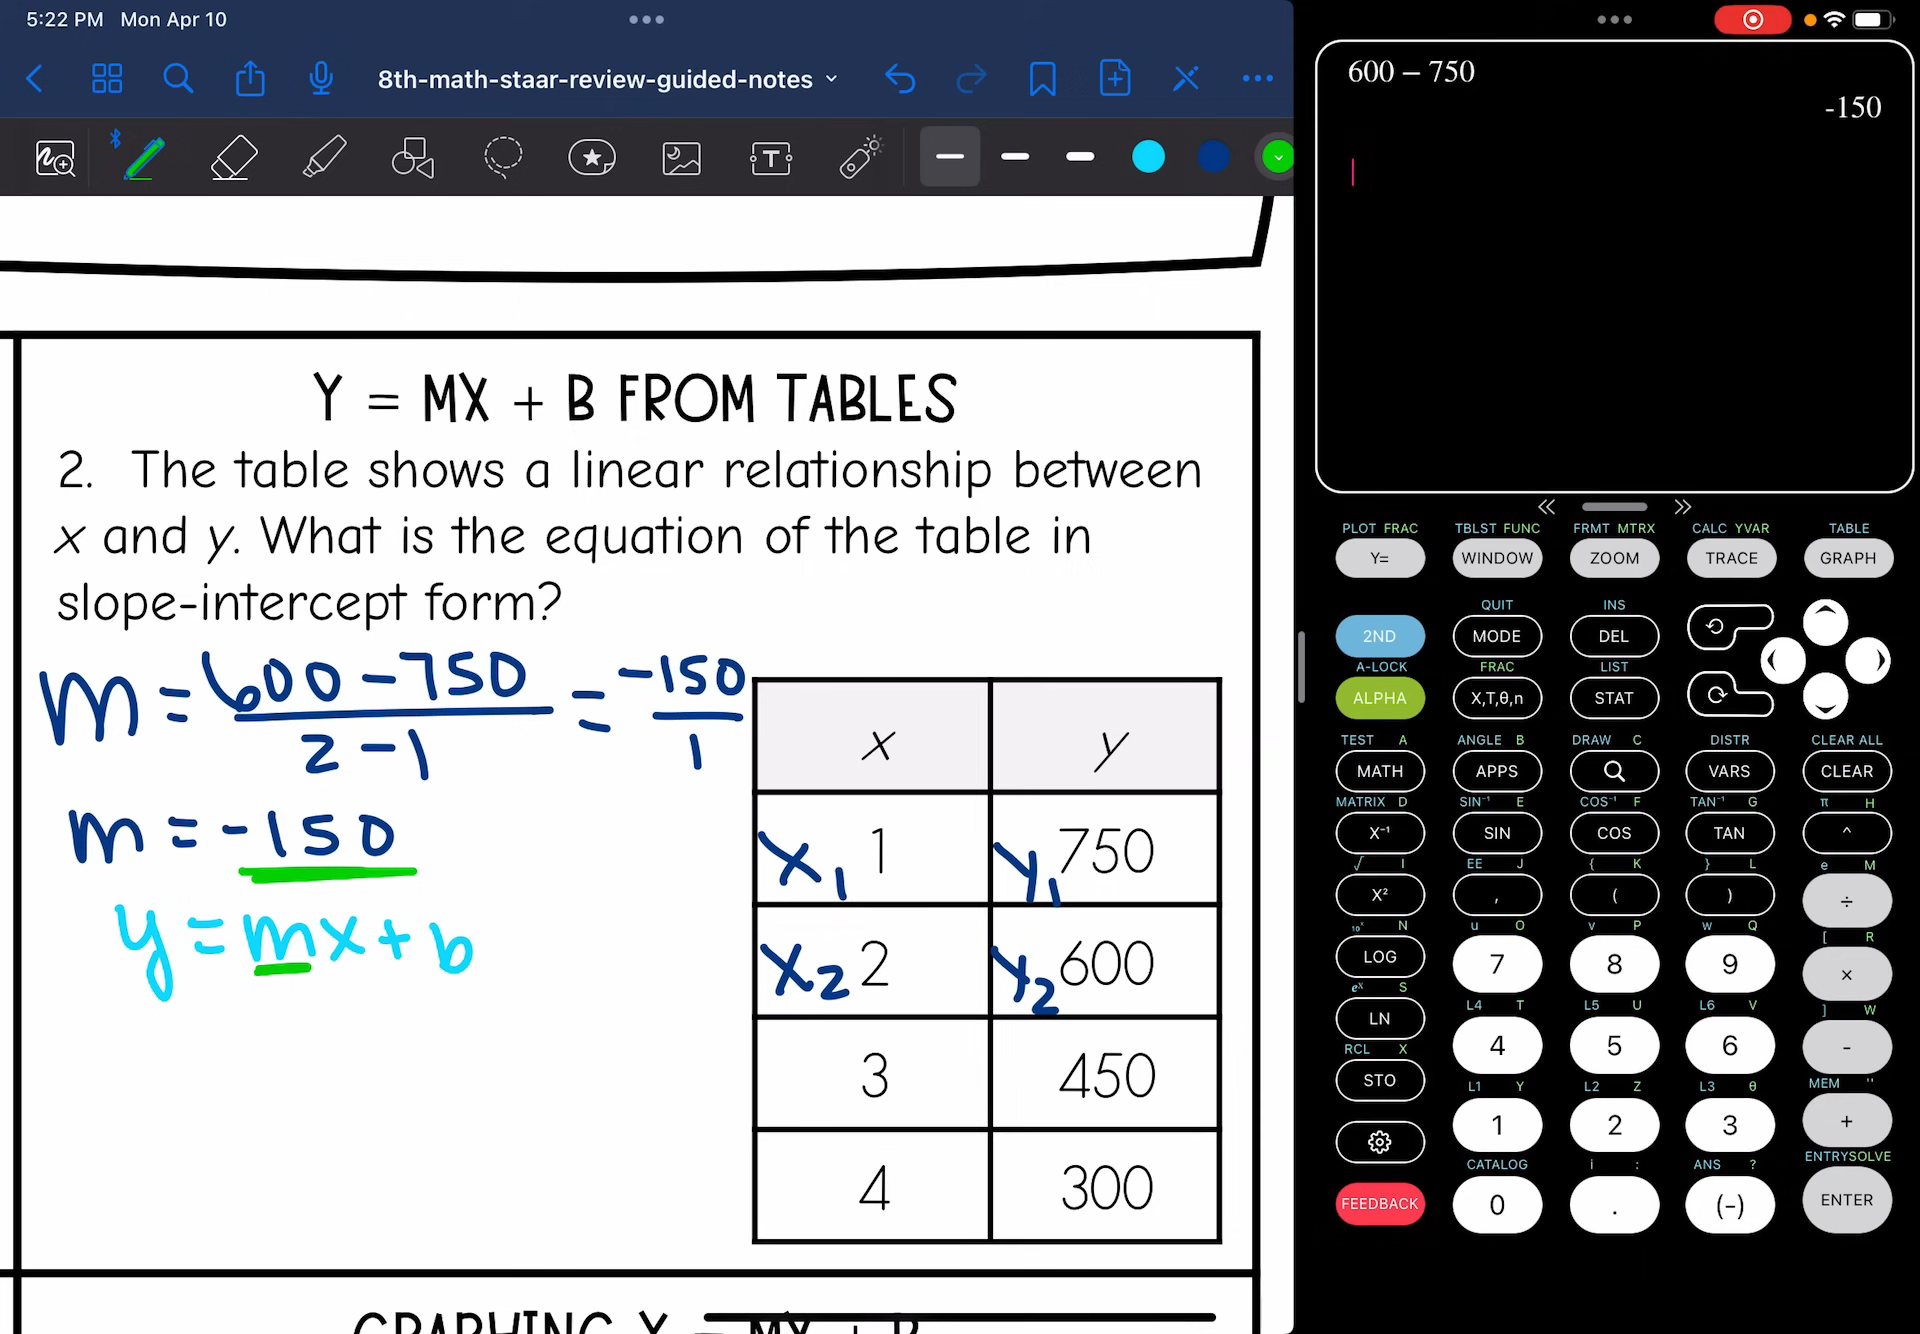 5:22 PM Mon Apr 10
8th-math-staar-review-guided-notes
T
Y = MX + B FROM TABLES
2. The table shows a linear relationship between
x and y. What is the equation of the table in
slope-intercept form?
m = 600 - 750 / 2 - 1 = -150 / 1
m = -150
y = mx + b
x y
x1 1 y1 750
x2 2 y2 600
3 450
4 300
GRAPHING Y = MX + B
600 – 750
-150
PLOT FRAC TBLST FUNC FRMT MTRX CALC YVAR TABLE
Y= WINDOW ZOOM TRACE GRAPH
QUIT INS
2ND MODE DEL
A-LOCK FRAC LIST
ALPHA X,T,θ,n STAT
TEST A ANGLE B DRAW C DISTR CLEAR ALL
MATH APPS VARS CLEAR
MATRIX D SIN⁻¹ E COS⁻¹ F TAN⁻¹ G π H
X⁻¹ SIN COS TAN ^
√ I EE J { K } L e M
X² , ( ) ÷
10ˣ N u O v P w Q [ R
LOG 7 8 9 ×
eˣ S L4 T L5 U L6 V ] W
LN 4 5 6 -
RCL X L1 Y L2 Z L3 θ MEM "
STO 1 2 3 +
CATALOG i : ANS ? ENTRY SOLVE
FEEDBACK 0 . (-) ENTER